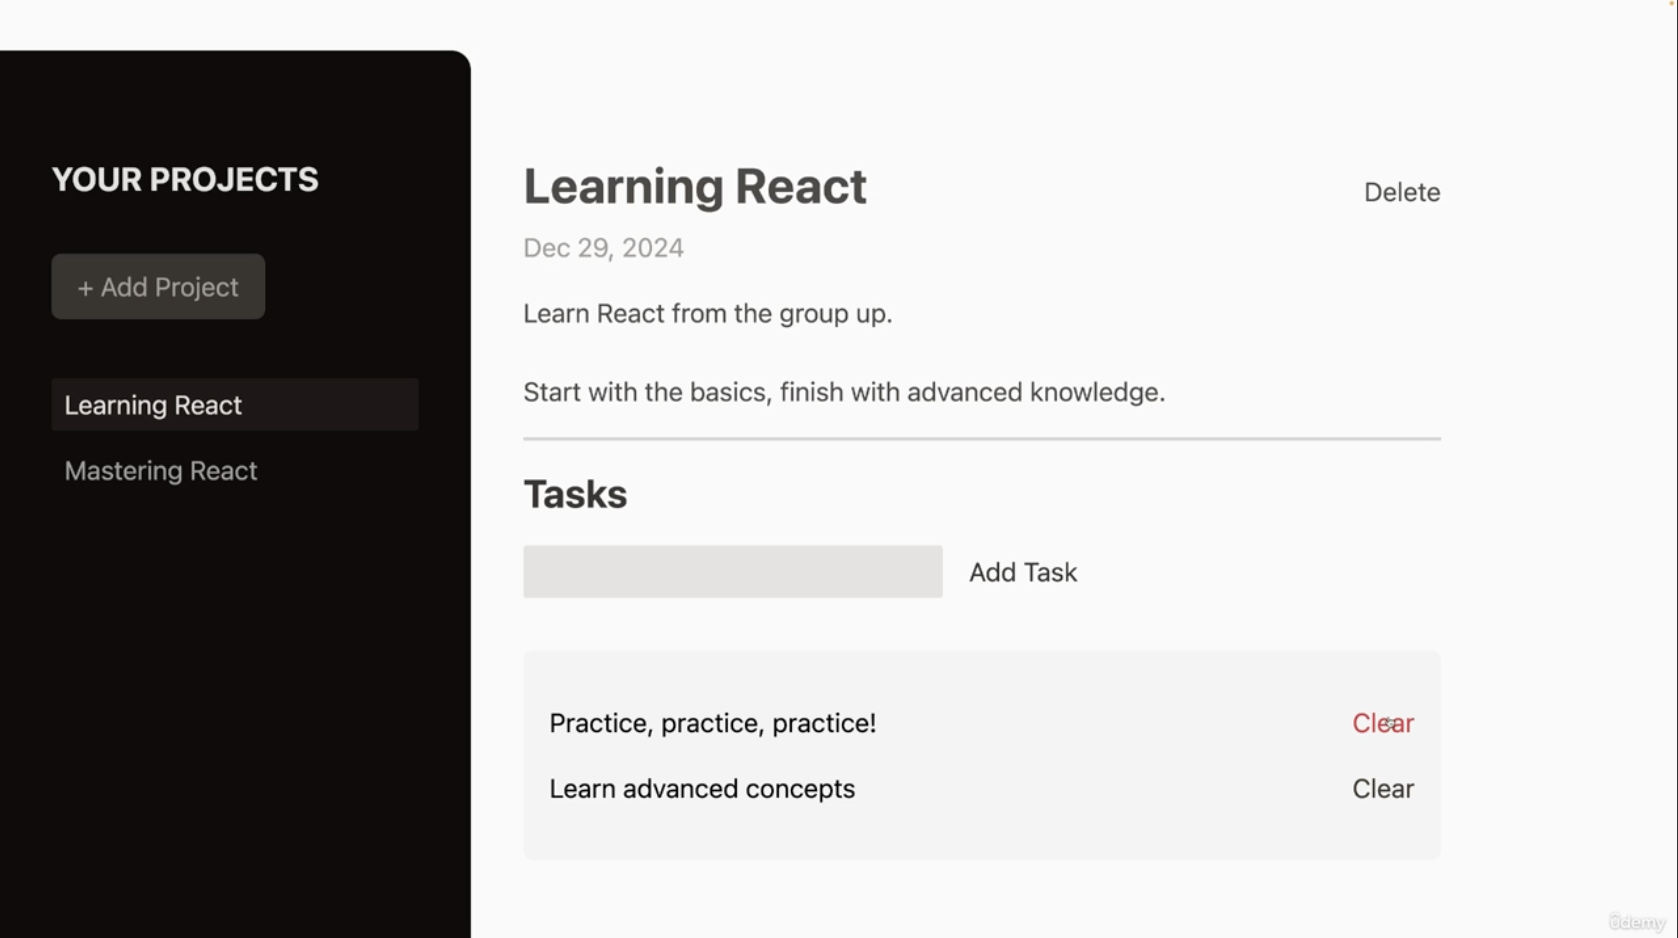 YOUR PROJECTS
+ Add Project
Learning React
Mastering React
Learning React
Delete
Dec 29, 2024
Learn React from the group up.
Start with the basics, finish with advanced knowledge.
Tasks
Add Task
Practice, practice, practice! Clear
Learn advanced concepts Clear
ûdemy